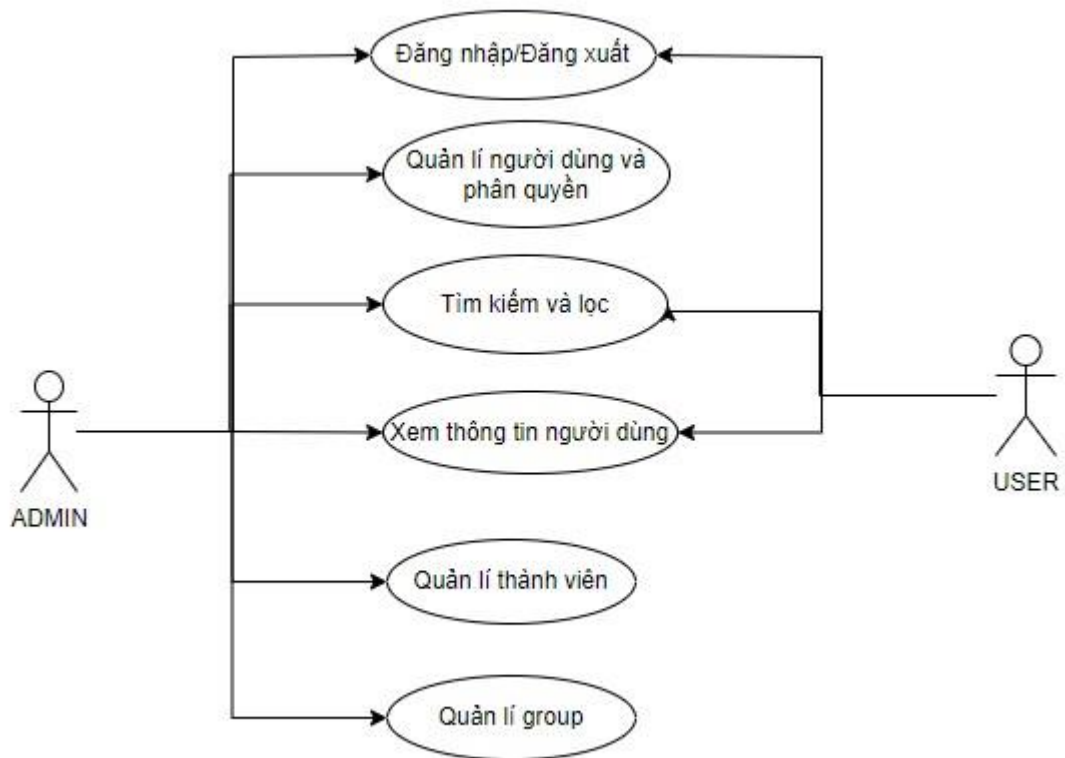 Đăng nhập/Đăng xuất
Quản lí người dùng và
phân quyền
Tìm kiếm và lọc
Xem thông tin người dùng
USER
ADMIN
Quản lí thành viên
Quản lí group